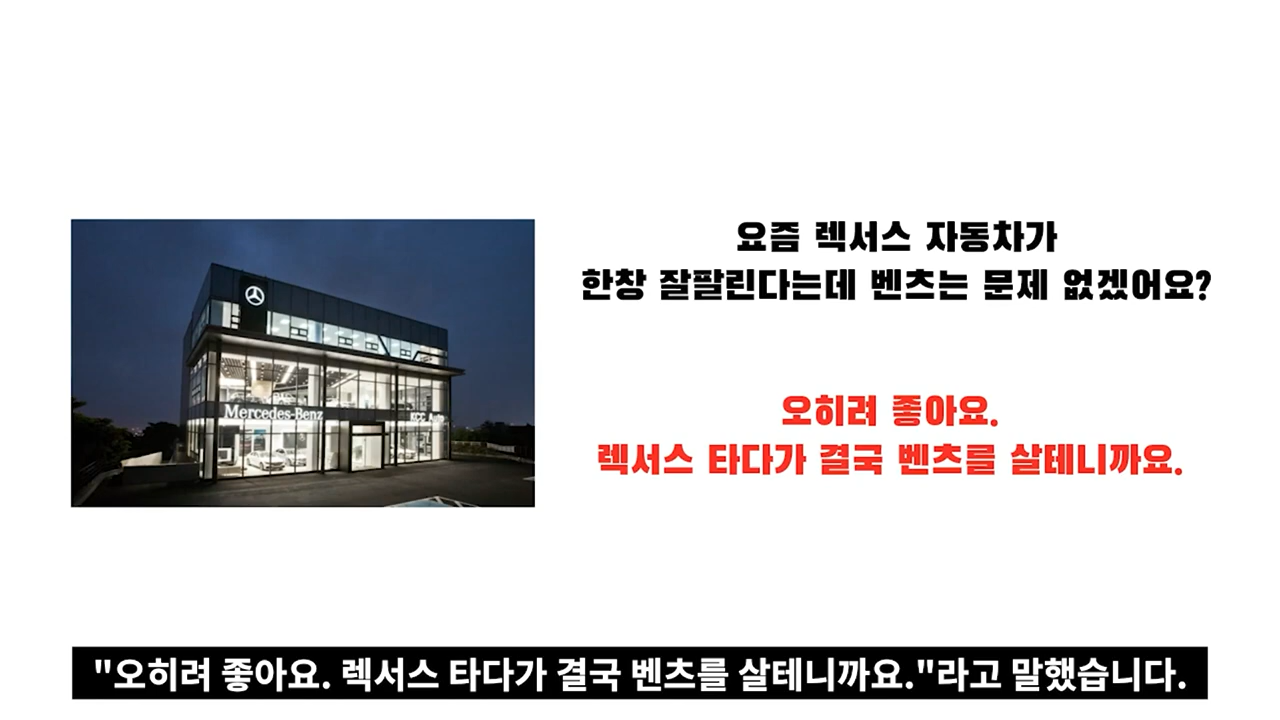 요즘 렉서스 자동차가
한창 잘팔린다는데 벤츠는 문제 없겠어요?
Mercedes-Benz
KCC Auto
오히려 좋아요.
렉서스 타다가 결국 벤츠를 살테니까요.
"오히려 좋아요. 렉서스 타다가 결국 벤츠를 살테니까요."라고 말했습니다.